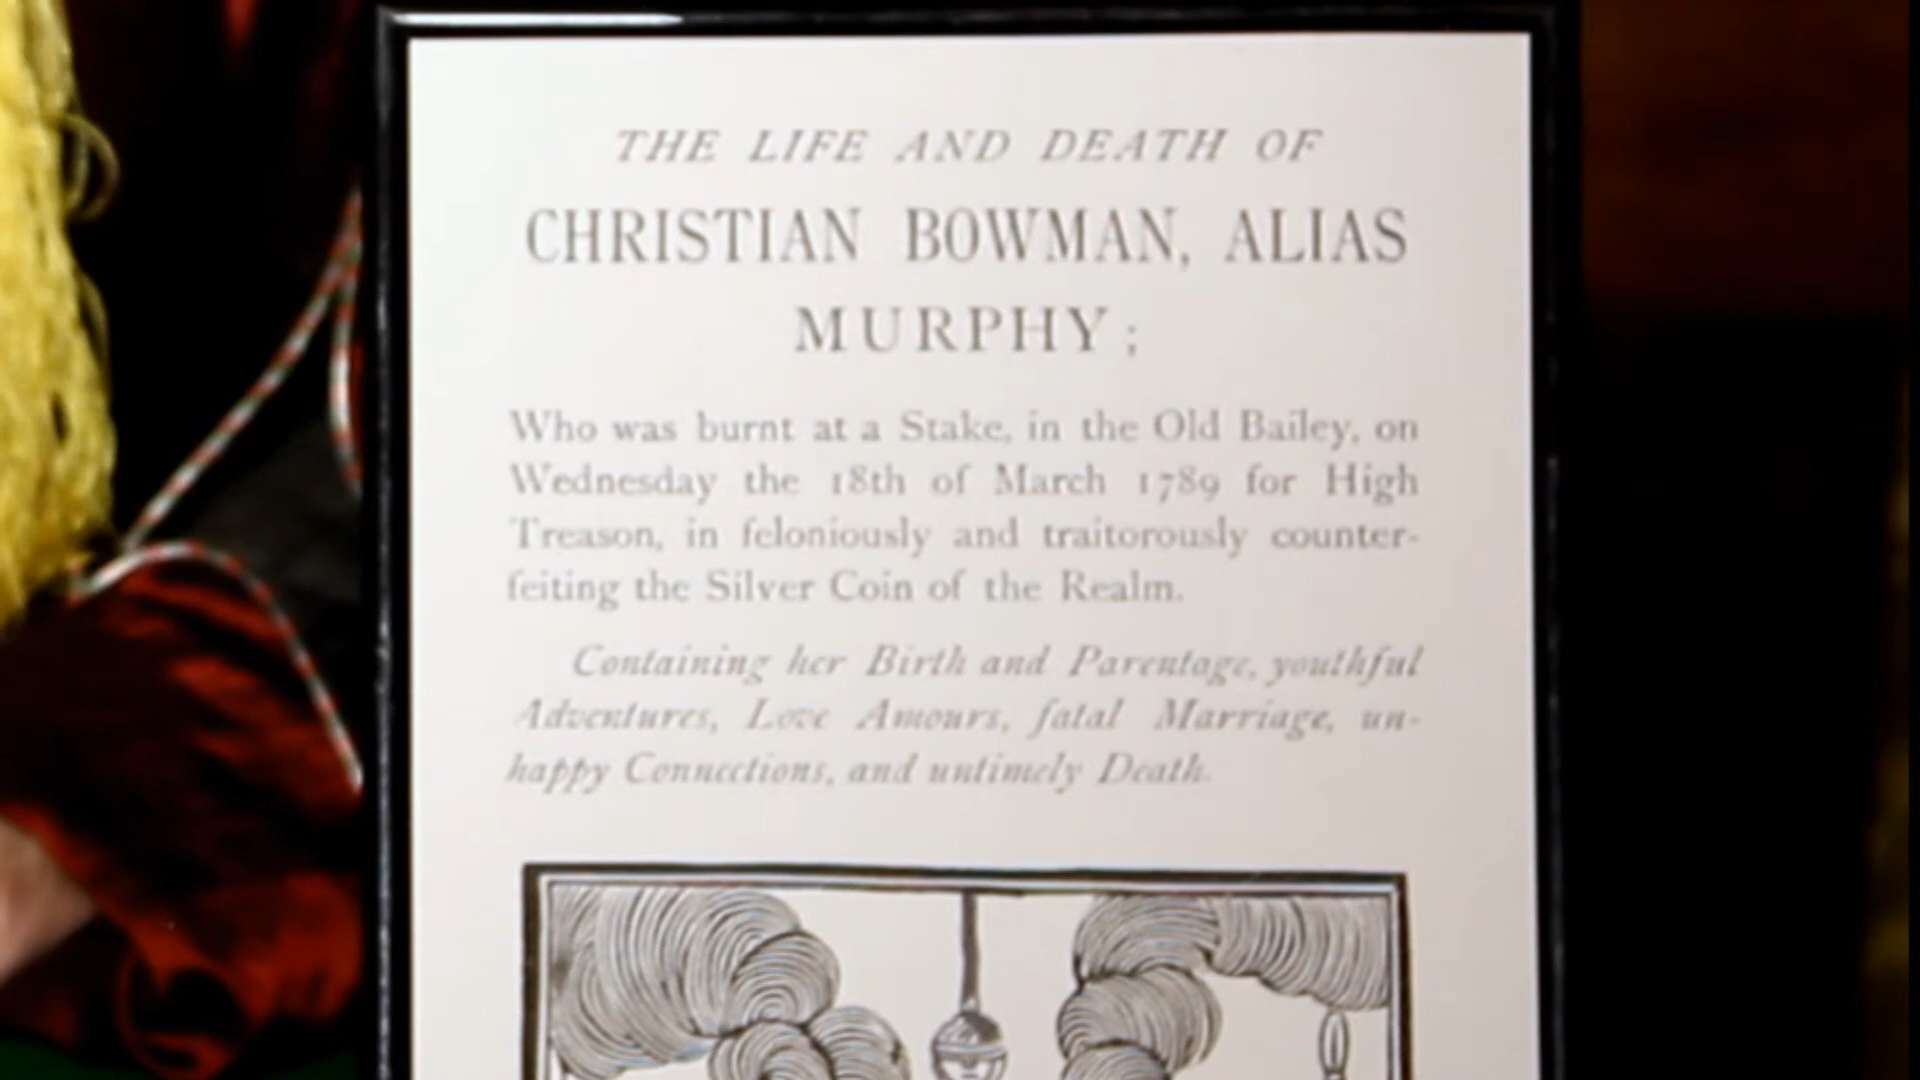 THE LIFE AND DEATH OF
CHRISTIAN BOWMAN, ALIAS
MURPHY;
Who was burnt at a Stake, in the Old Bailey, on
Wednesday the 18th of March 1789 for High
Treason, in feloniously and traitorously counter-
feiting the Silver Coin of the Realm.
Containing her Birth and Parentage, youthful
Adventures, Love Amours, fatal Marriage, un-
happy Connections, and untimely Death.